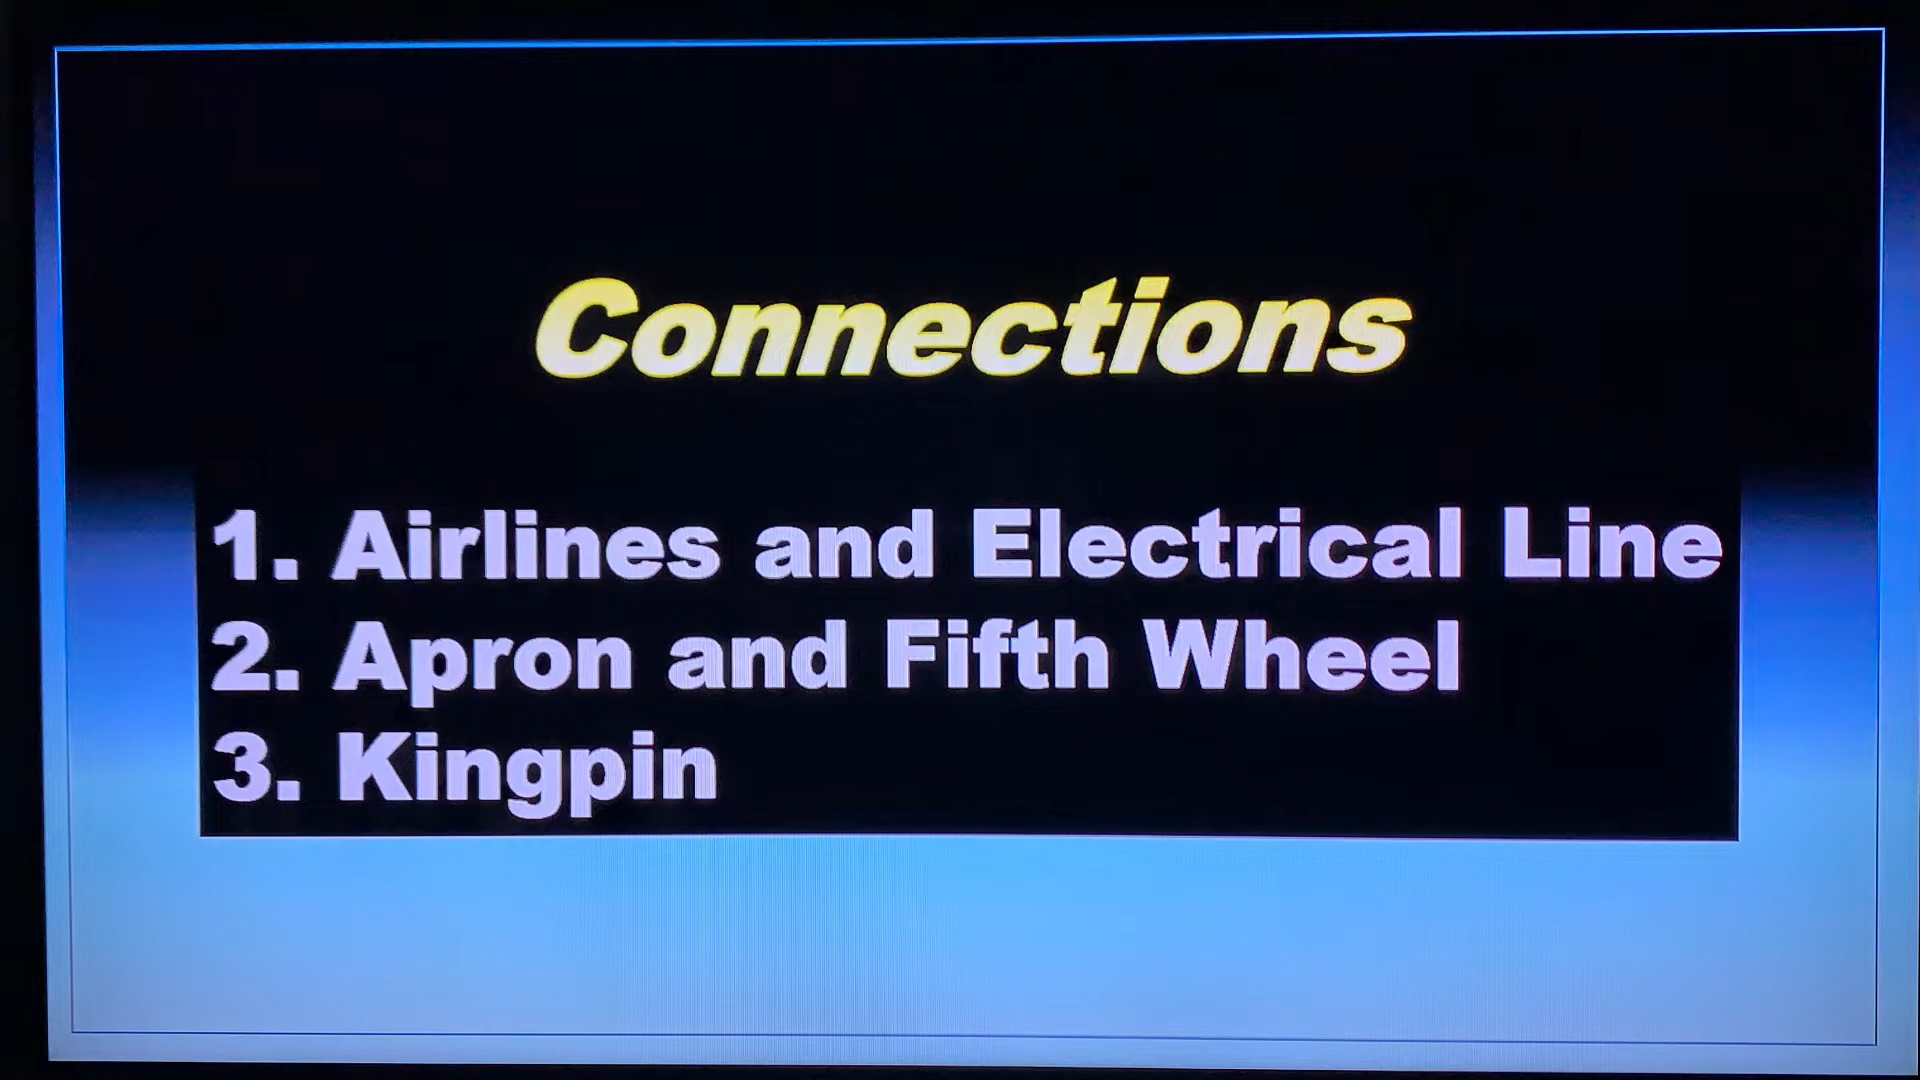 Connections
1. Airlines and Electrical Line
2. Apron and Fifth Wheel
3. Kingpin